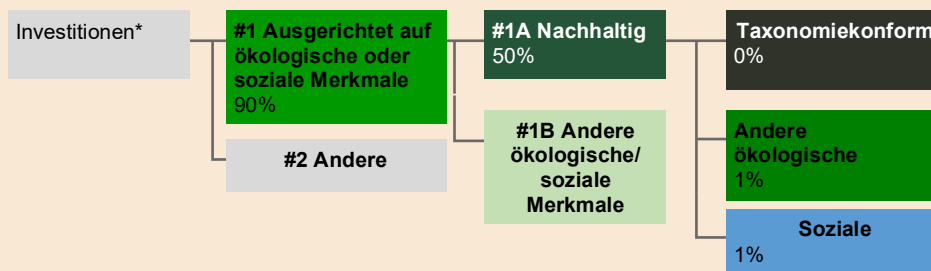 Investitionen*
#1 Ausgerichtet auf
ökologische oder
soziale Merkmale
90%
#2 Andere
#1A Nachhaltig
50%
#1B Andere
ökologische/
soziale
Merkmale
Taxonomiekonform
0%
Andere
ökologische
1%
Soziale
1%